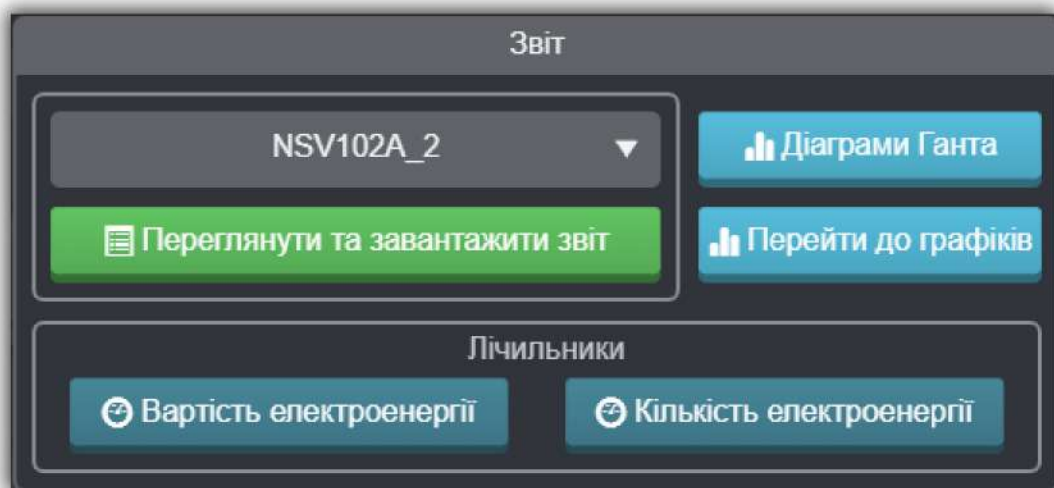 Звіт
NSV102A_2
Діаграми Ганта
Переглянути та завантажити звіт
Перейти до графіків
Лічильники
Вартість електроенергії
Кількість електроенергії